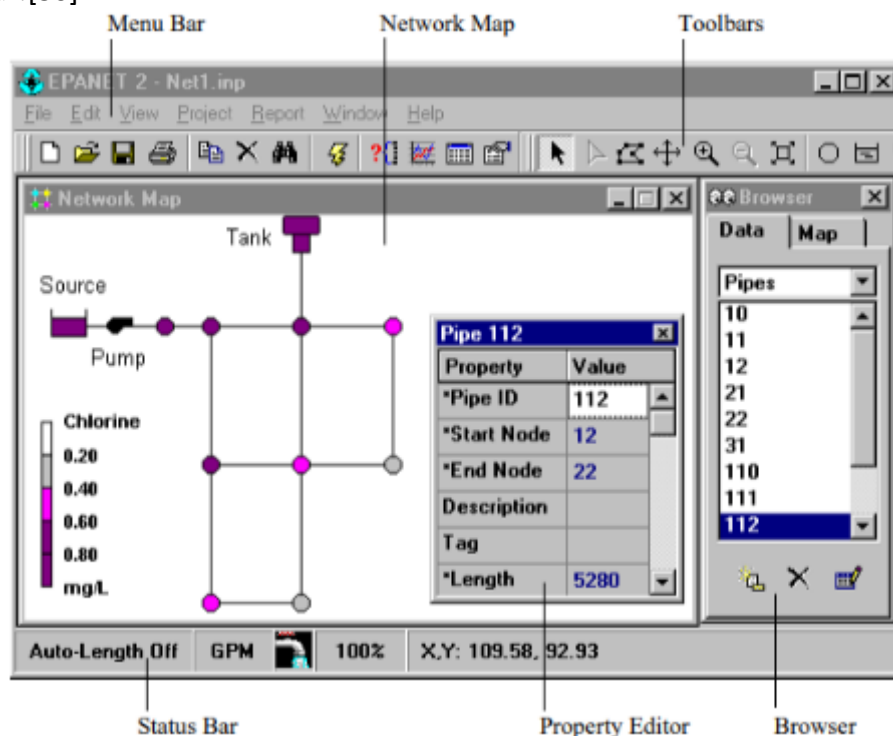 Menu Bar Network Map Toolbars
EPANET 2 - Net1.inp
File Edit View Project Report Window Help
Network Map
Browser
Tank
Data Map
Source
Pipes
Pump
Pipe 112
Property Value
*Pipe ID 112
*Start Node 12
*End Node 22
Description
Tag
*Length 5280
10
11
12
21
22
31
110
111
112
Chlorine
0.20
0.40
0.60
0.80
mg/L
Auto-Length Off GPM 100% X,Y: 109.58, 92.93
Status Bar Property Editor Browser